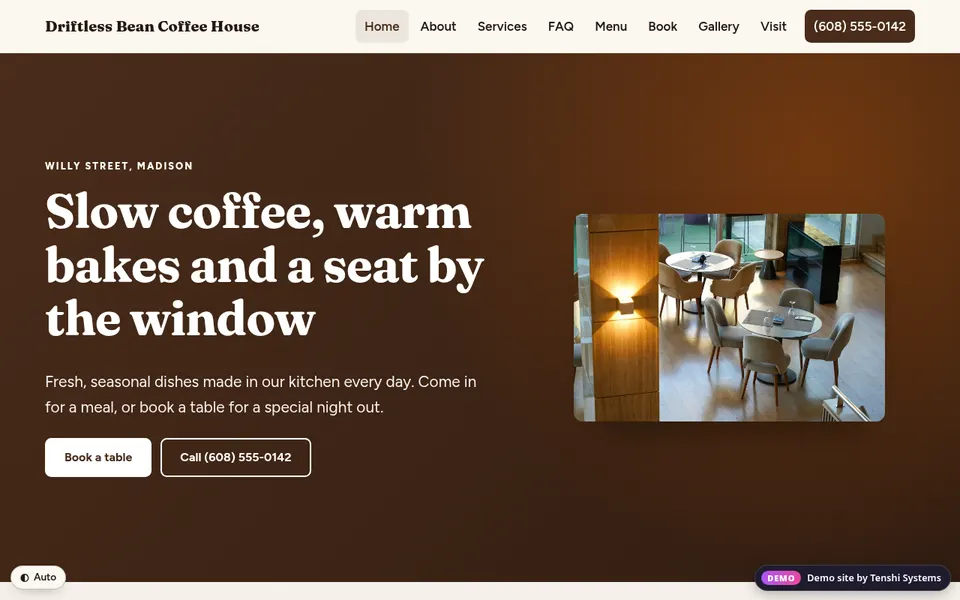 Driftless Bean Coffee House
Home About Services FAQ Menu Book Gallery Visit (608) 555-0142
WILLY STREET, MADISON
Slow coffee, warm
bakes and a seat by
the window
Fresh, seasonal dishes made in our kitchen every day. Come in
for a meal, or book a table for a special night out.
Book a table Call (608) 555-0142
Auto
DEMO Demo site by Tenshi Systems